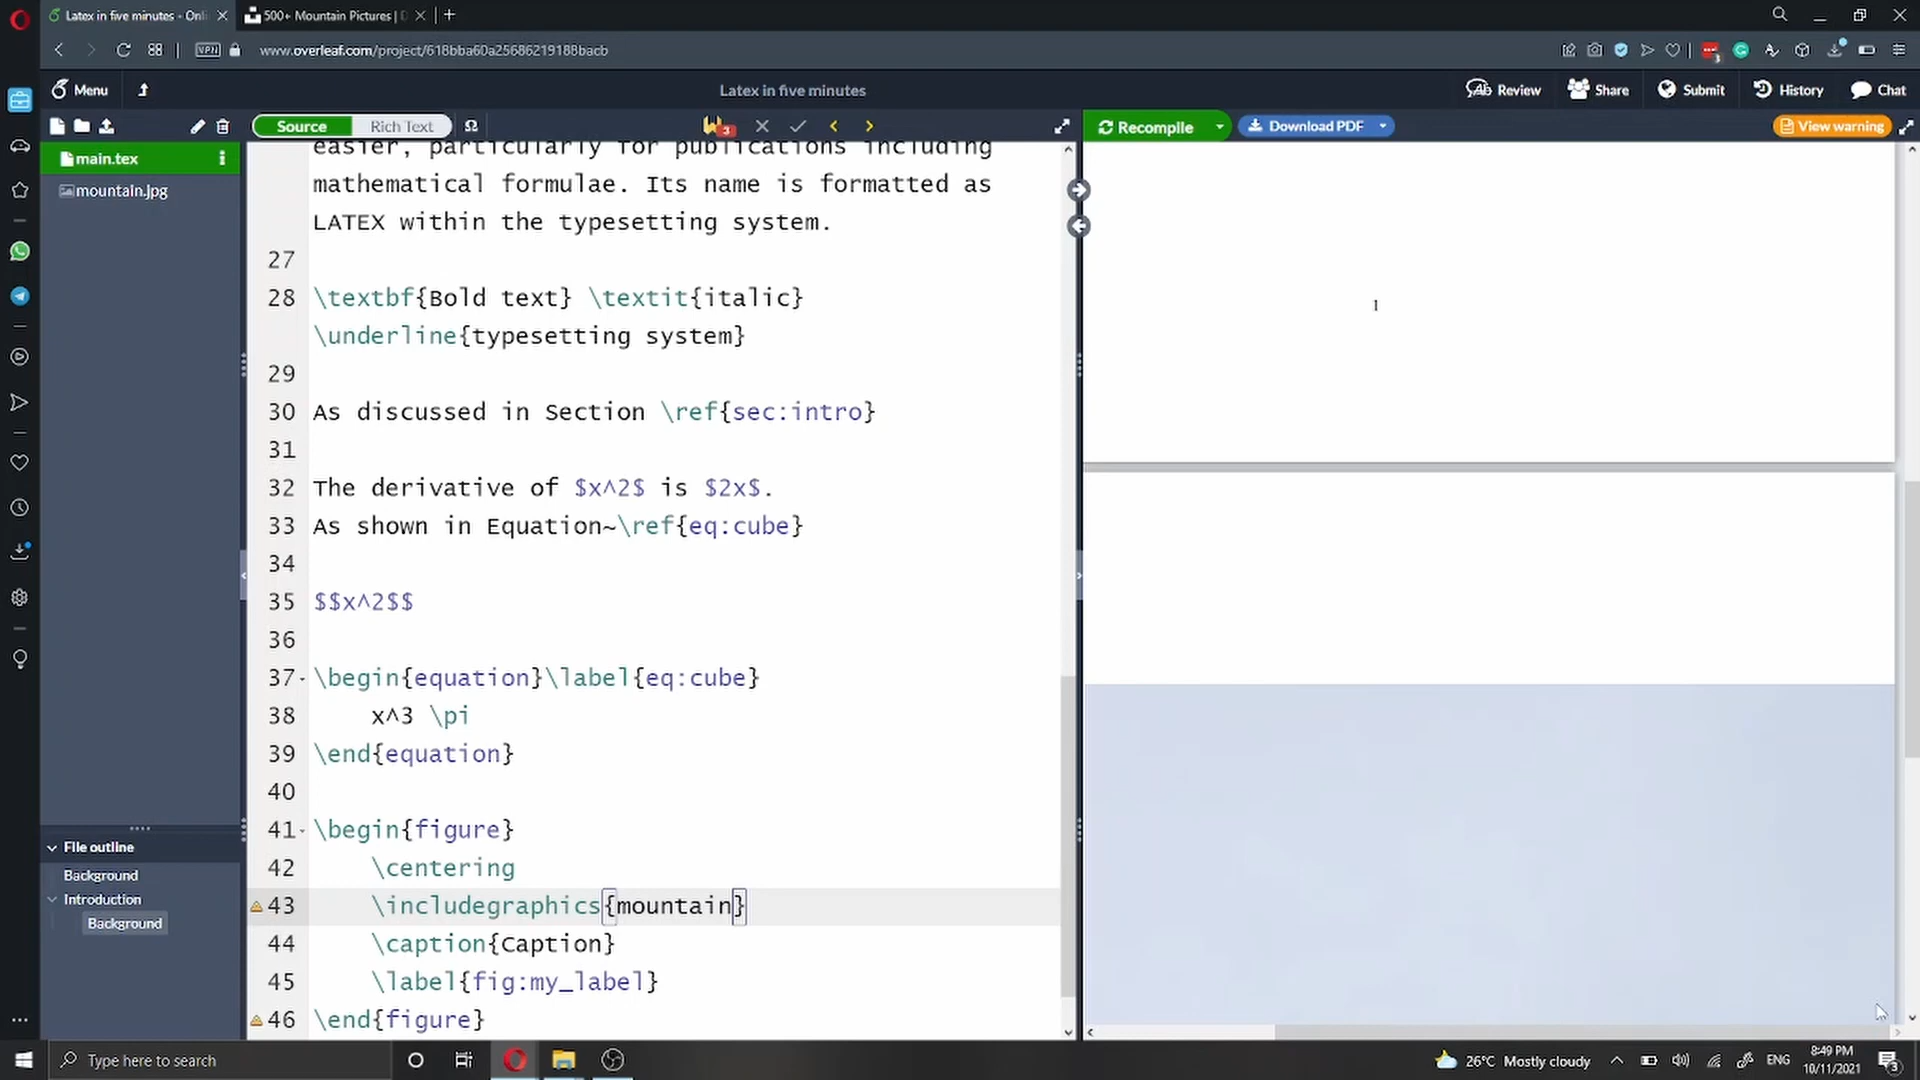 Latex in five minutes - Onli
500+ Mountain Pictures | D
VPN
www.overleaf.com/project/618bba60a25686219188bacb
3
Menu
Latex in five minutes
Review
Share
Submit
History
Chat
Source
Rich Text
Ω
3
Recompile
Download PDF
View warning
main.tex
mountain.jpg
easier, particularly for publications including
mathematical formulae. Its name is formatted as
LATEX within the typesetting system.
27
28 \textbf{Bold text} \textit{italic}
\underline{typesetting system}
29
30 As discussed in Section \ref{sec:intro}
31
32 The derivative of $x^2$ is $2x$.
33 As shown in Equation~\ref{eq:cube}
34
35 $$x^2$$
36
37 \begin{equation}\label{eq:cube}
38 x^3 \pi
39 \end{equation}
40
41 \begin{figure}
42 \centering
43 \includegraphics{mountain}
44 \caption{Caption}
45 \label{fig:my_label}
46 \end{figure}
1
File outline
Background
Introduction
Background
Type here to search
26°C Mostly cloudy
ENG
8:49 PM
10/11/2021
3